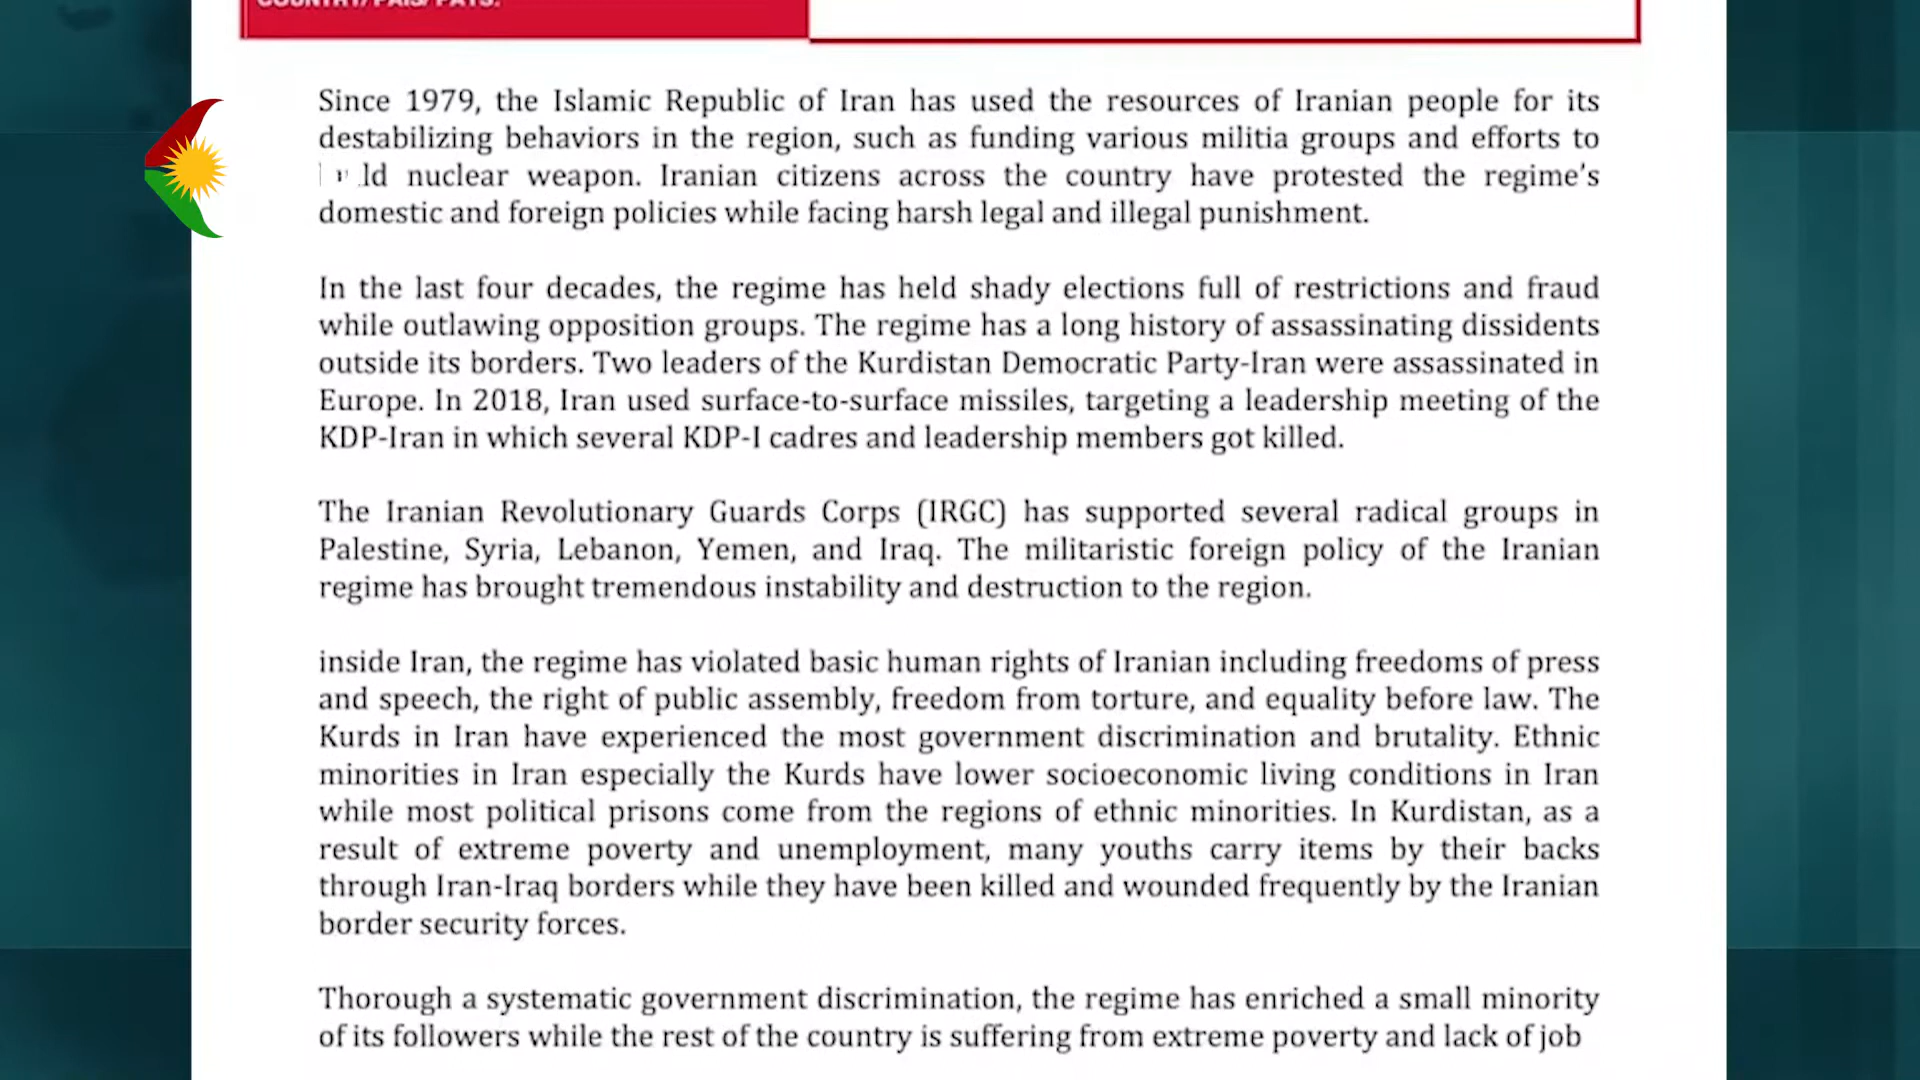 COUNTRY/ PAÍS/ PAYS:
Since 1979, the Islamic Republic of Iran has used the resources of Iranian people for its
destabilizing behaviors in the region, such as funding various militia groups and efforts to
nuclear weapon. Iranian citizens across the country have protested the regime’s
domestic and foreign policies while facing harsh legal and illegal punishment.
In the last four decades, the regime has held shady elections full of restrictions and fraud
while outlawing opposition groups. The regime has a long history of assassinating dissidents
outside its borders. Two leaders of the Kurdistan Democratic Party-Iran were assassinated in
Europe. In 2018, Iran used surface-to-surface missiles, targeting a leadership meeting of the
KDP-Iran in which several KDP-I cadres and leadership members got killed.
The Iranian Revolutionary Guards Corps (IRGC) has supported several radical groups in
Palestine, Syria, Lebanon, Yemen, and Iraq. The militaristic foreign policy of the Iranian
regime has brought tremendous instability and destruction to the region.
inside Iran, the regime has violated basic human rights of Iranian including freedoms of press
and speech, the right of public assembly, freedom from torture, and equality before law. The
Kurds in Iran have experienced the most government discrimination and brutality. Ethnic
minorities in Iran especially the Kurds have lower socioeconomic living conditions in Iran
while most political prisons come from the regions of ethnic minorities. In Kurdistan, as a
result of extreme poverty and unemployment, many youths carry items by their backs
through Iran-Iraq borders while they have been killed and wounded frequently by the Iranian
border security forces.
Thorough a systematic government discrimination, the regime has enriched a small minority
of its followers while the rest of the country is suffering from extreme poverty and lack of job